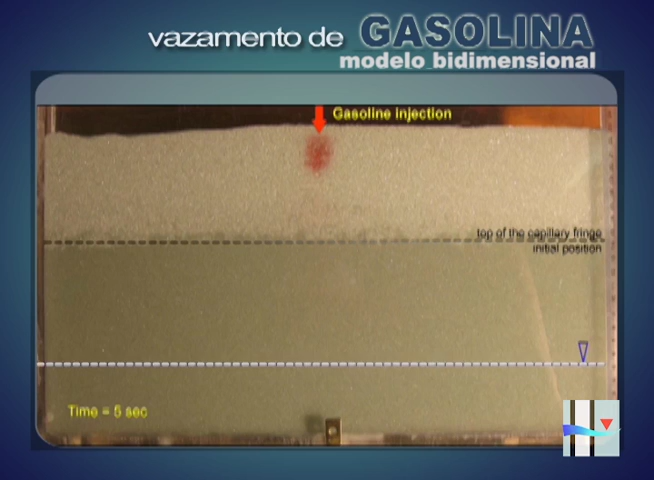 vazamento de GASOLINA
modelo bidimensional
Gasoline injection
top of the capillary fringe
initial position
Time = 5 sec